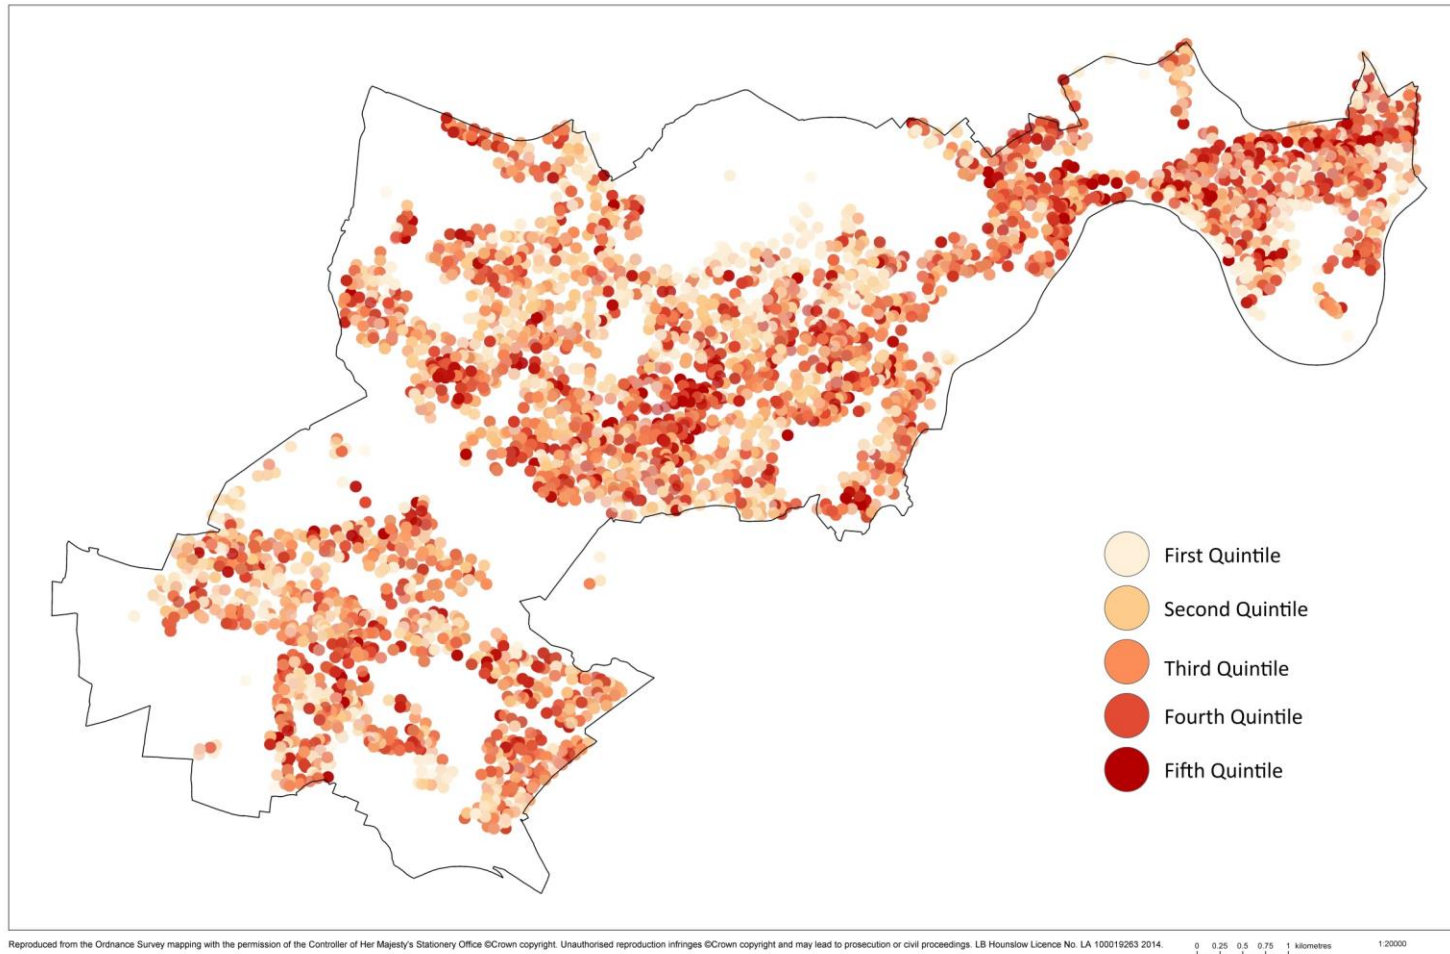 First Quintile
Second Quintile
Third Quintile
Fourth Quintile
Fifth Quintile
Reproduced from the Ordnance Survey mapping with the permission of the Controller of Her Majesty's Stationery Office ©Crown copyright. Unauthorised reproduction infringes ©Crown copyright and may lead to prosecution or civil proceedings. LB Hounslow Licence No. LA 100019263 2014.
0 0.25 0.5 0.75 1 kilometres
1:20000